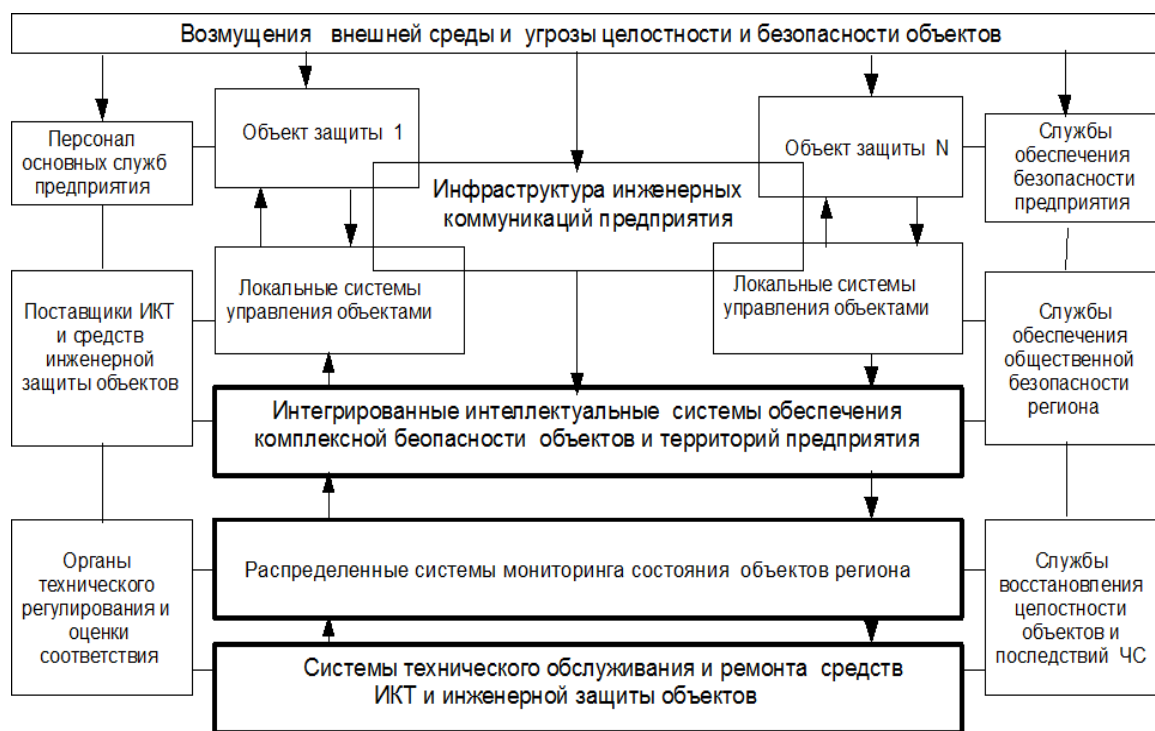 Возмущения внешней среды и угрозы целостности и безопасности объектов
Персонал
основных служб
предприятия
Объект защиты 1
Объект защиты N
Службы
обеспечения
безопасности
предприятия
Инфраструктура инженерных
коммуникаций предприятия
Поставщики ИКТ
и средств
инженерной
защиты объектов
Локальные системы
управления объектами
Локальные системы
управления объектами
Службы
обеспечения
общественной
безопасности
региона
Интегрированные интеллектуальные системы обеспечения
комплексной беопасности объектов и территорий предприятия
Органы
технического
регулирования и
оценки
соответствия
Распределенные системы мониторинга состояния объектов региона
Службы
восстановления
целостности
объектов и
последствий ЧС
Системы технического обслуживания и ремонта средств
ИКТ и инженерной защиты объектов